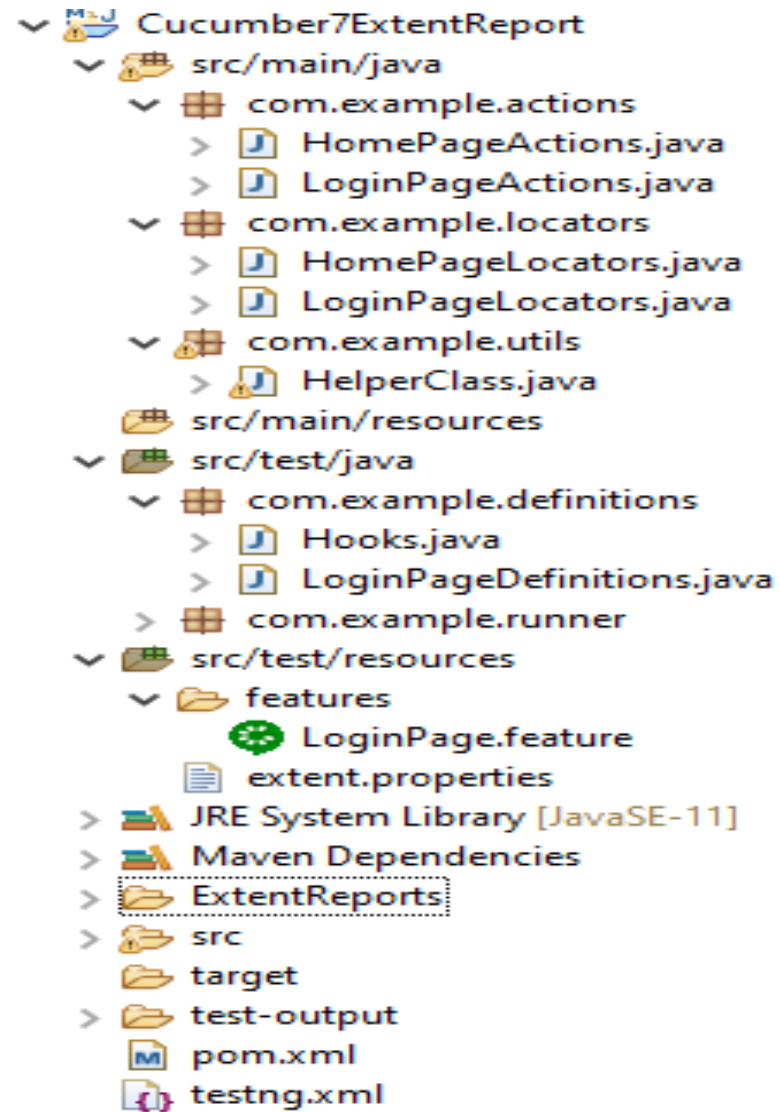 Cucumber7ExtentReport
src/main/java
com.example.actions
HomePageActions.java
LoginPageActions.java
com.example.locators
HomePageLocators.java
LoginPageLocators.java
com.example.utils
HelperClass.java
src/main/resources
src/test/java
com.example.definitions
Hooks.java
LoginPageDefinitions.java
com.example.runner
src/test/resources
features
LoginPage.feature
extent.properties
JRE System Library [JavaSE-11]
Maven Dependencies
ExtentReports
src
target
test-output
pom.xml
testng.xml